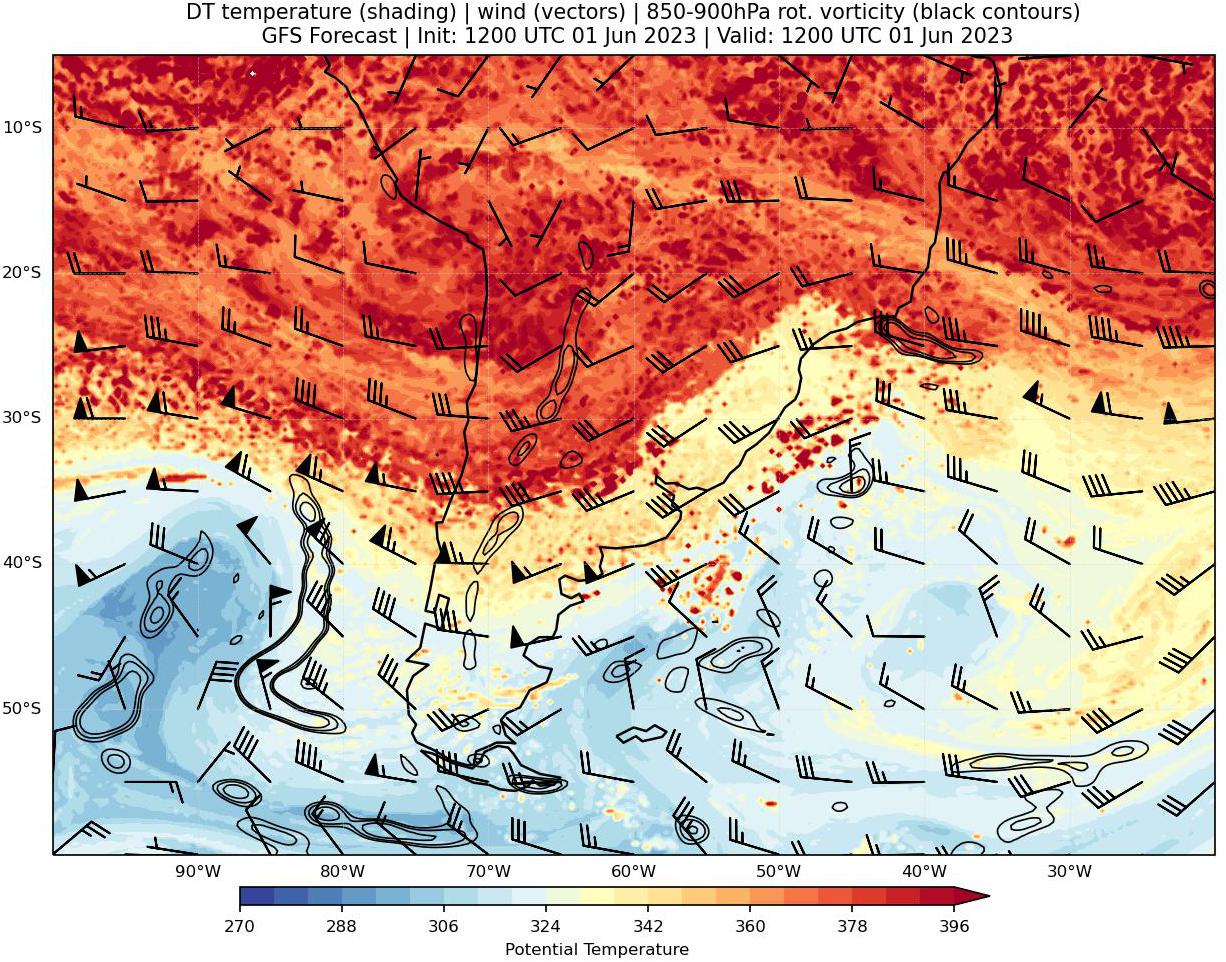 DT temperature (shading) | wind (vectors) | 850-900hPa rot. vorticity (black contours)
GFS Forecast | Init: 1200 UTC 01 Jun 2023 | Valid: 1200 UTC 01 Jun 2023
10°S
20°S
30°S
40°S
50°S
90°W 80°W 70°W 60°W 50°W 40°W 30°W
270 288 306 324 342 360 378 396
Potential Temperature